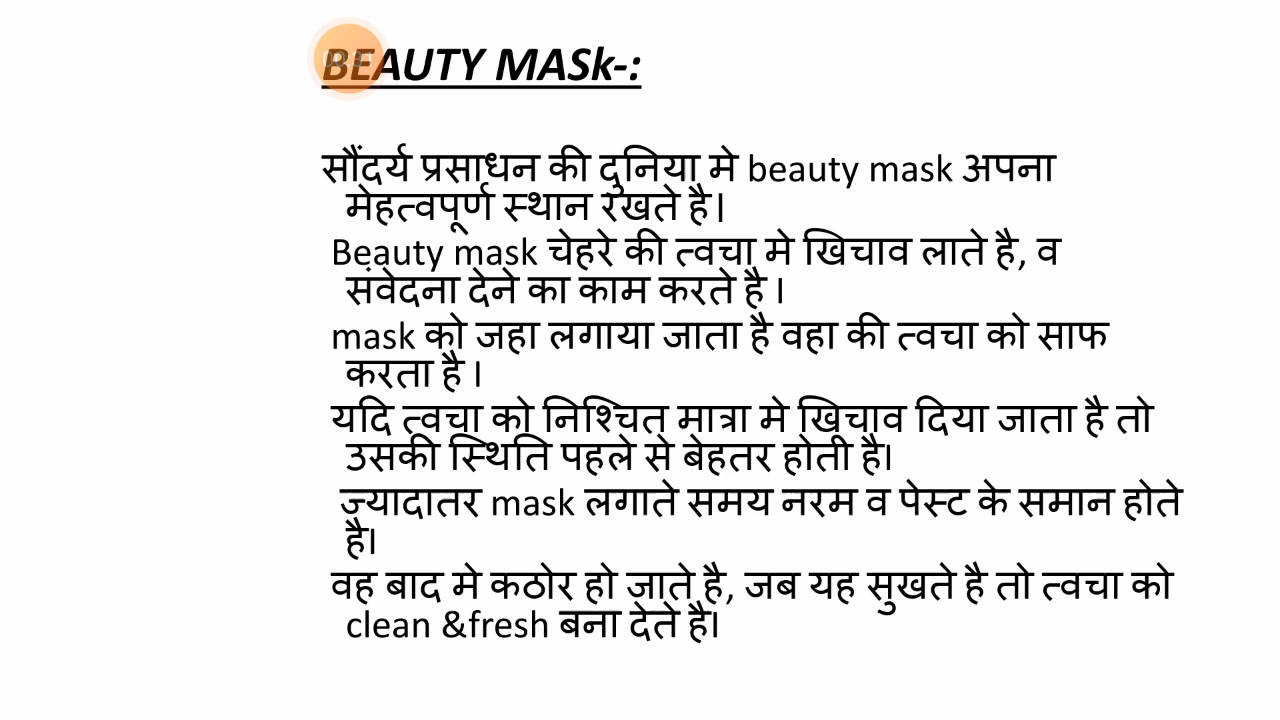 BEAUTY MASk-:
सौंदर्य प्रसाधन की दुनिया मे beauty mask अपना
मेहत्वपूर्ण स्थान रखते है।
Beauty mask चेहरे की त्वचा मे खिचाव लाते है, व
संवेदना देने का काम करते है ।
mask को जहा लगाया जाता है वहा की त्वचा को साफ
करता है ।
यदि त्वचा को निश्चित मात्रा मे खिचाव दिया जाता है तो
उसकी स्थिति पहले से बेहतर होती है।
ज्यादातर mask लगाते समय नरम व पेस्ट के समान होते
है।
वह बाद मे कठोर हो जाते है, जब यह सुखते है तो त्वचा को
clean &fresh बना देते है।